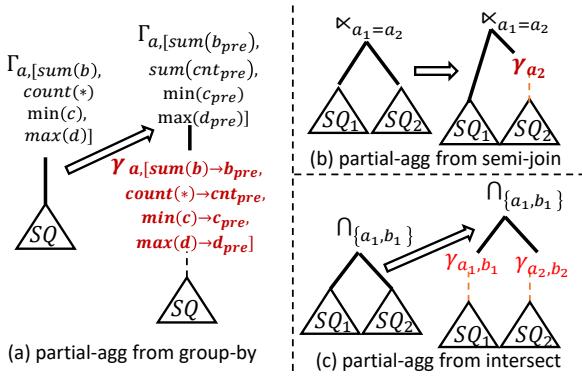 Γa,[sum(b),
count(*)
min(c),
max(d)]
SQ
Γa,[sum(bpre),
sum(cntpre),
min(cpre)
max(dpre)]
γa,[sum(b)→bpre,
count(*)→cntpre,
min(c)→cpre,
max(d)→dpre]
SQ
(a) partial-agg from group-by
⋉a1=a2
SQ1 SQ2
⋉a1=a2
γa2
SQ1 SQ2
(b) partial-agg from semi-join
∩{a1,b1}
SQ1 SQ2
∩{a1,b1}
γa1,b1 γa2,b2
SQ1 SQ2
(c) partial-agg from intersect